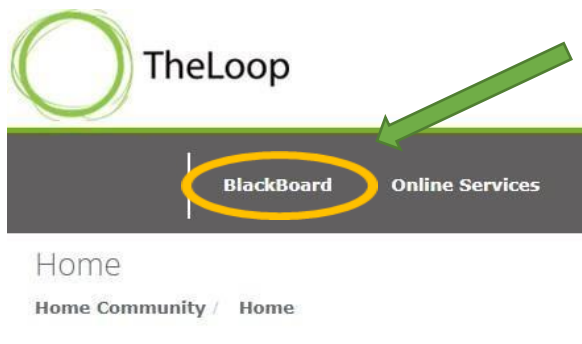 TheLoop
BlackBoard Online Services
Home
Home Community / Home